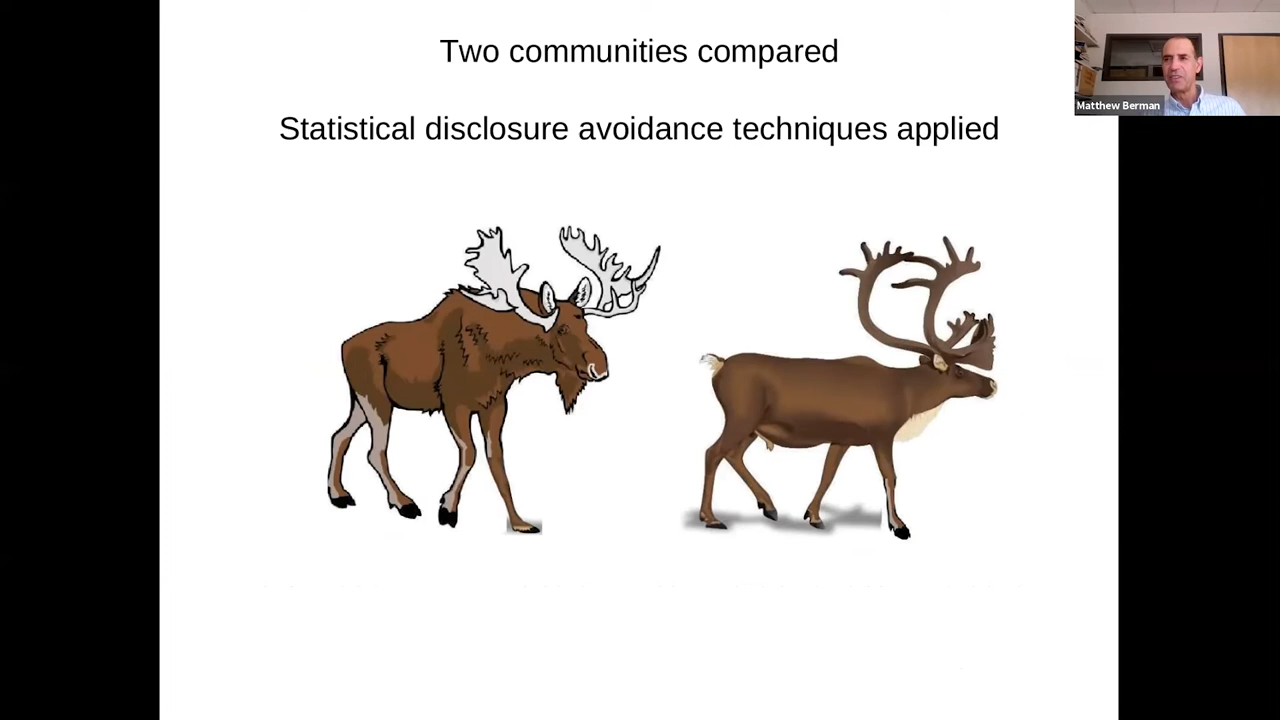 Two communities compared
Statistical disclosure avoidance techniques applied
Matthew Berman